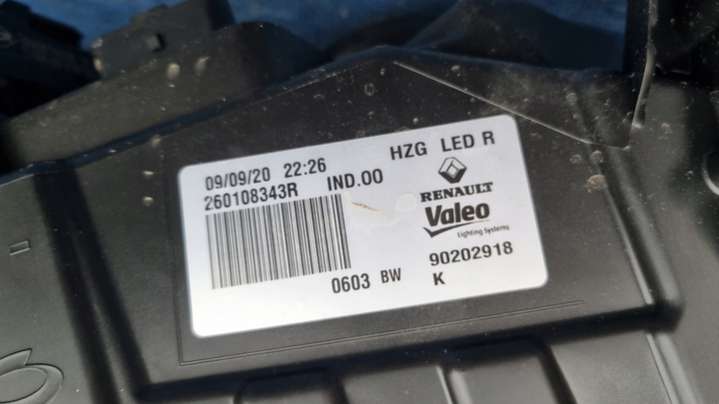 HZG LED R
09/09/20 22:26
260108343R IND.00
RENAULT
Valeo
Lighting Systems
90202918
0603 BW
K